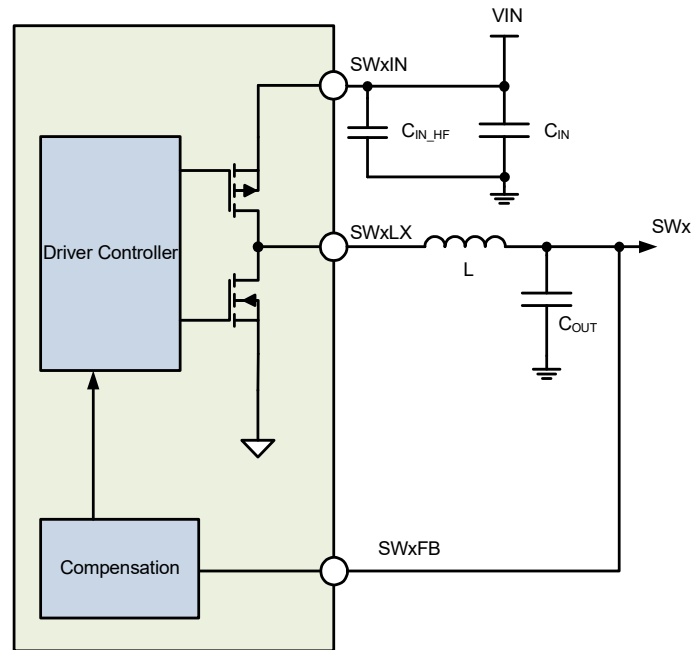 VIN
SWxIN
C_IN_HF
C_IN
Driver Controller
SWxLX
SWx
L
C_OUT
SWxFB
Compensation